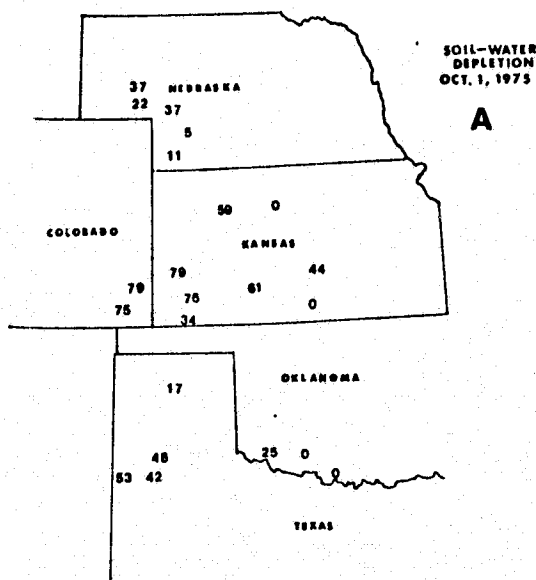 SOIL-WATER
DEPLETION
OCT. 1, 1975
A
37 NEBRASKA
22 37
5
11
59 0
COLORADO KANSAS
79 79 44
75 61
75 0
34
17 OKLAHOMA
48 25 0
53 42 0
TEXAS